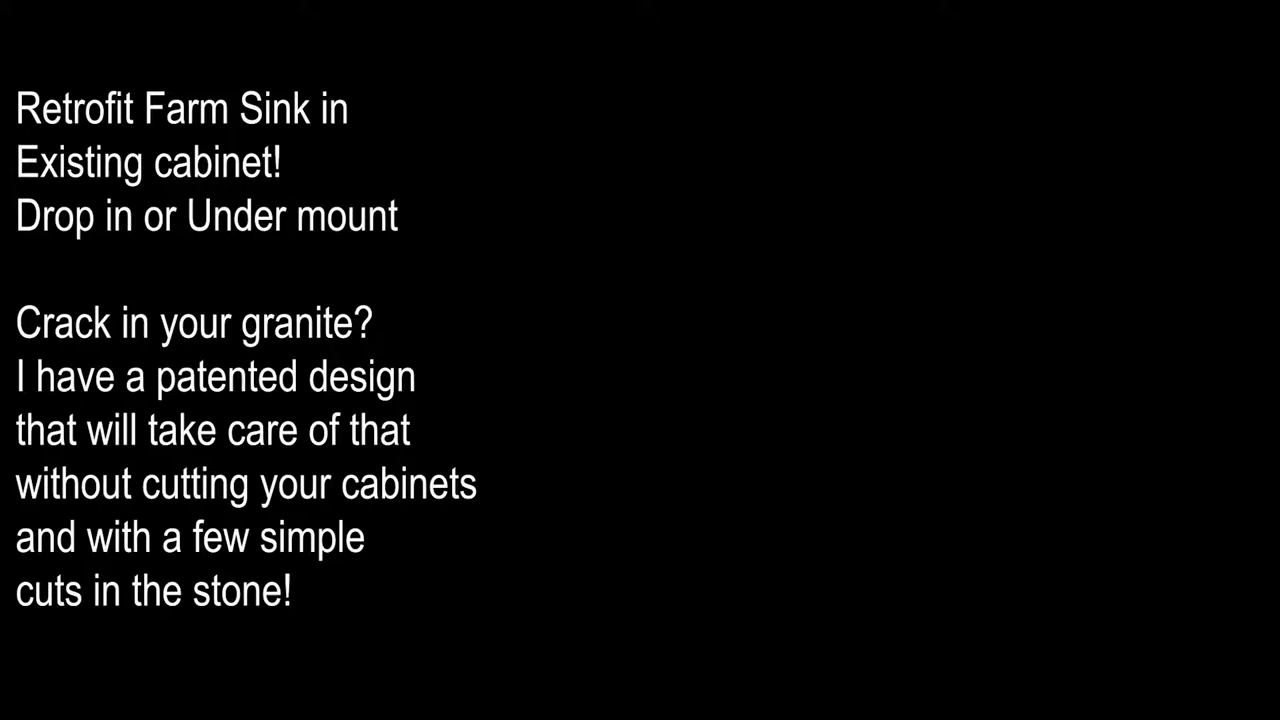 Retrofit Farm Sink in
Existing cabinet!
Drop in or Under mount
Crack in your granite?
I have a patented design
that will take care of that
without cutting your cabinets
and with a few simple
cuts in the stone!